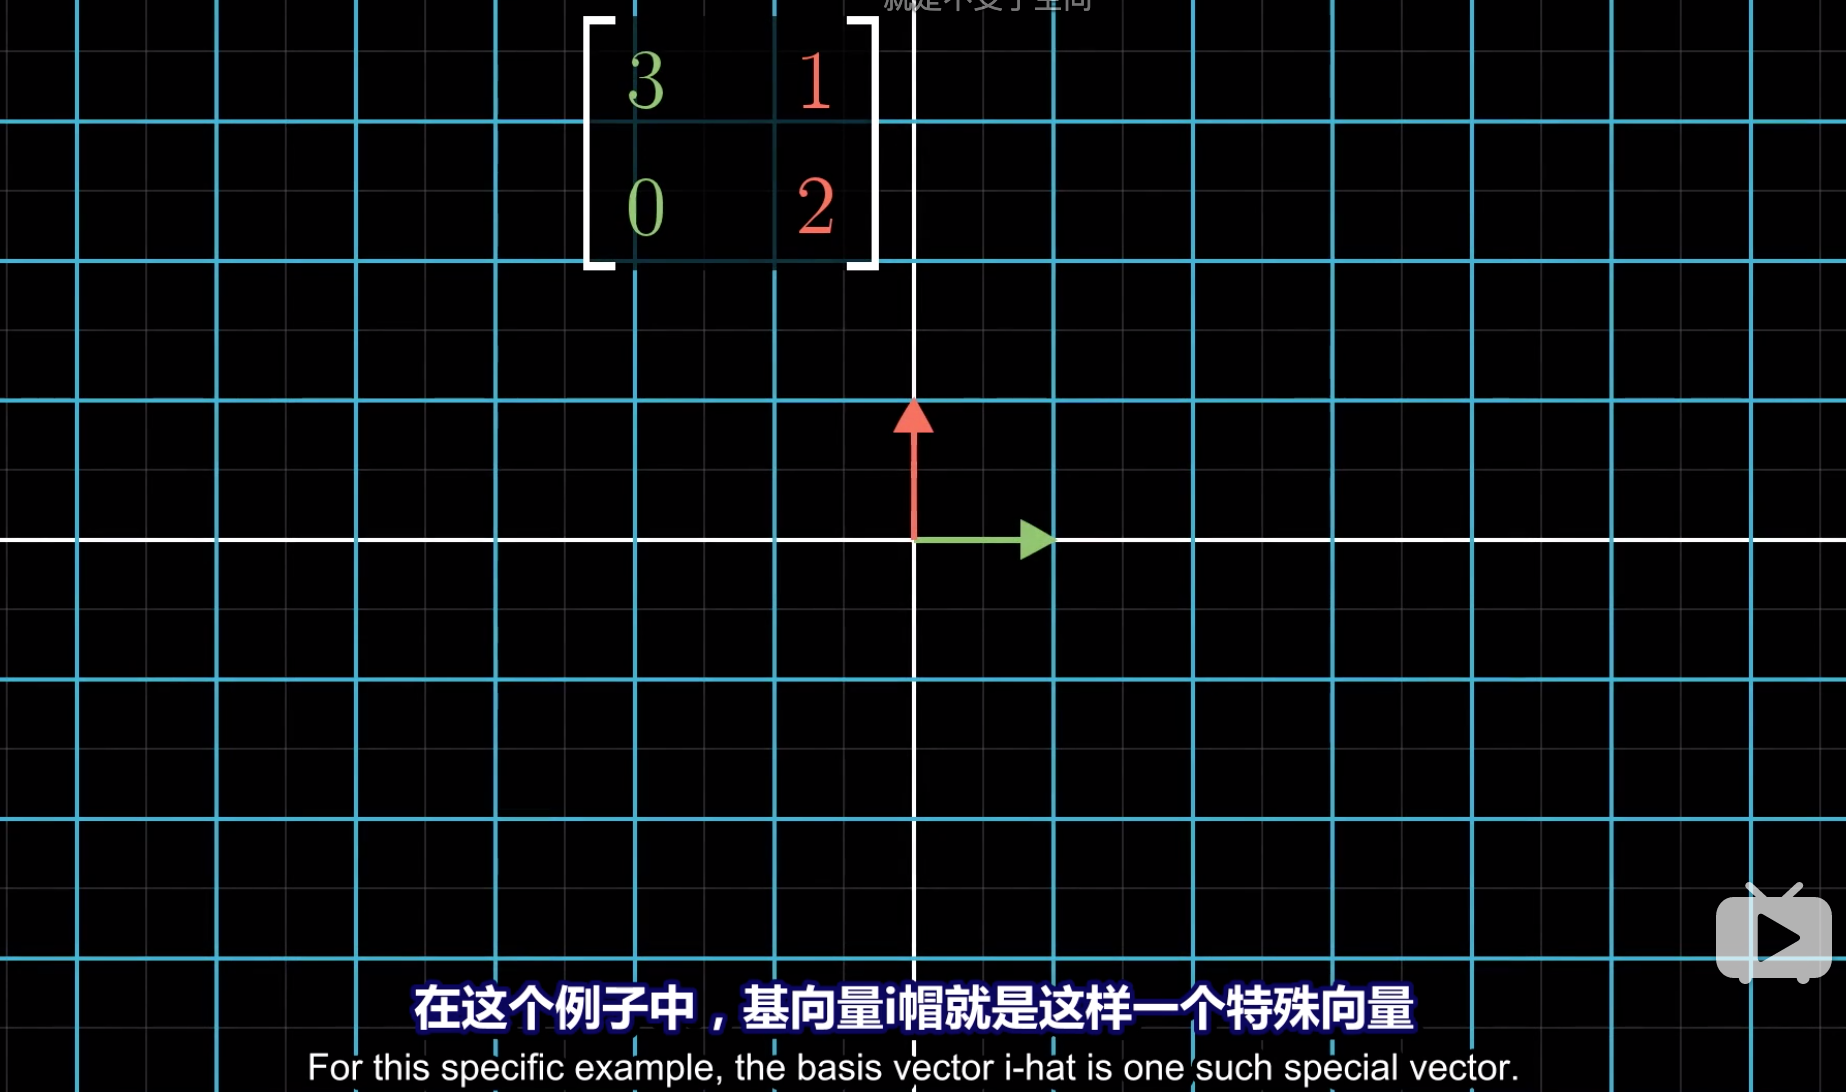 3 1
0 2
在这个例子中，基向量i帽就是这样一个特殊向量
For this specific example, the basis vector i-hat is one such special vector.